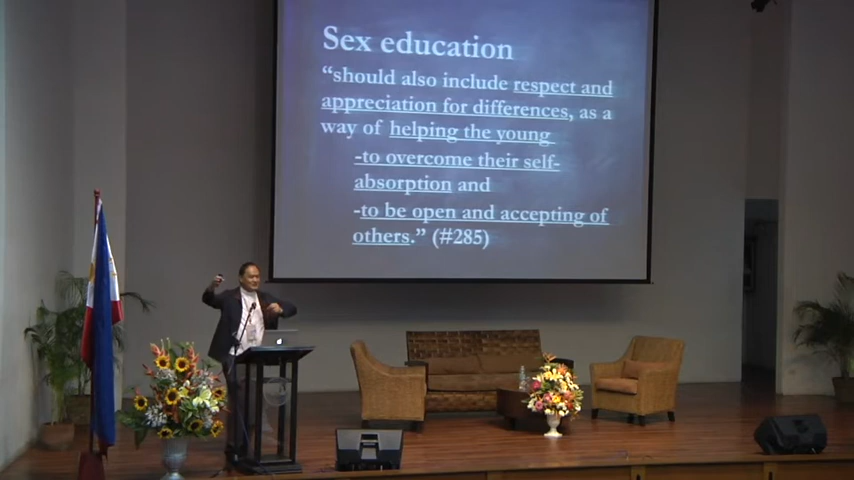 Sex education
“should also include respect and
appreciation for differences, as a
way of helping the young
-to overcome their self-
absorption and
-to be open and accepting of
others.” (#285)